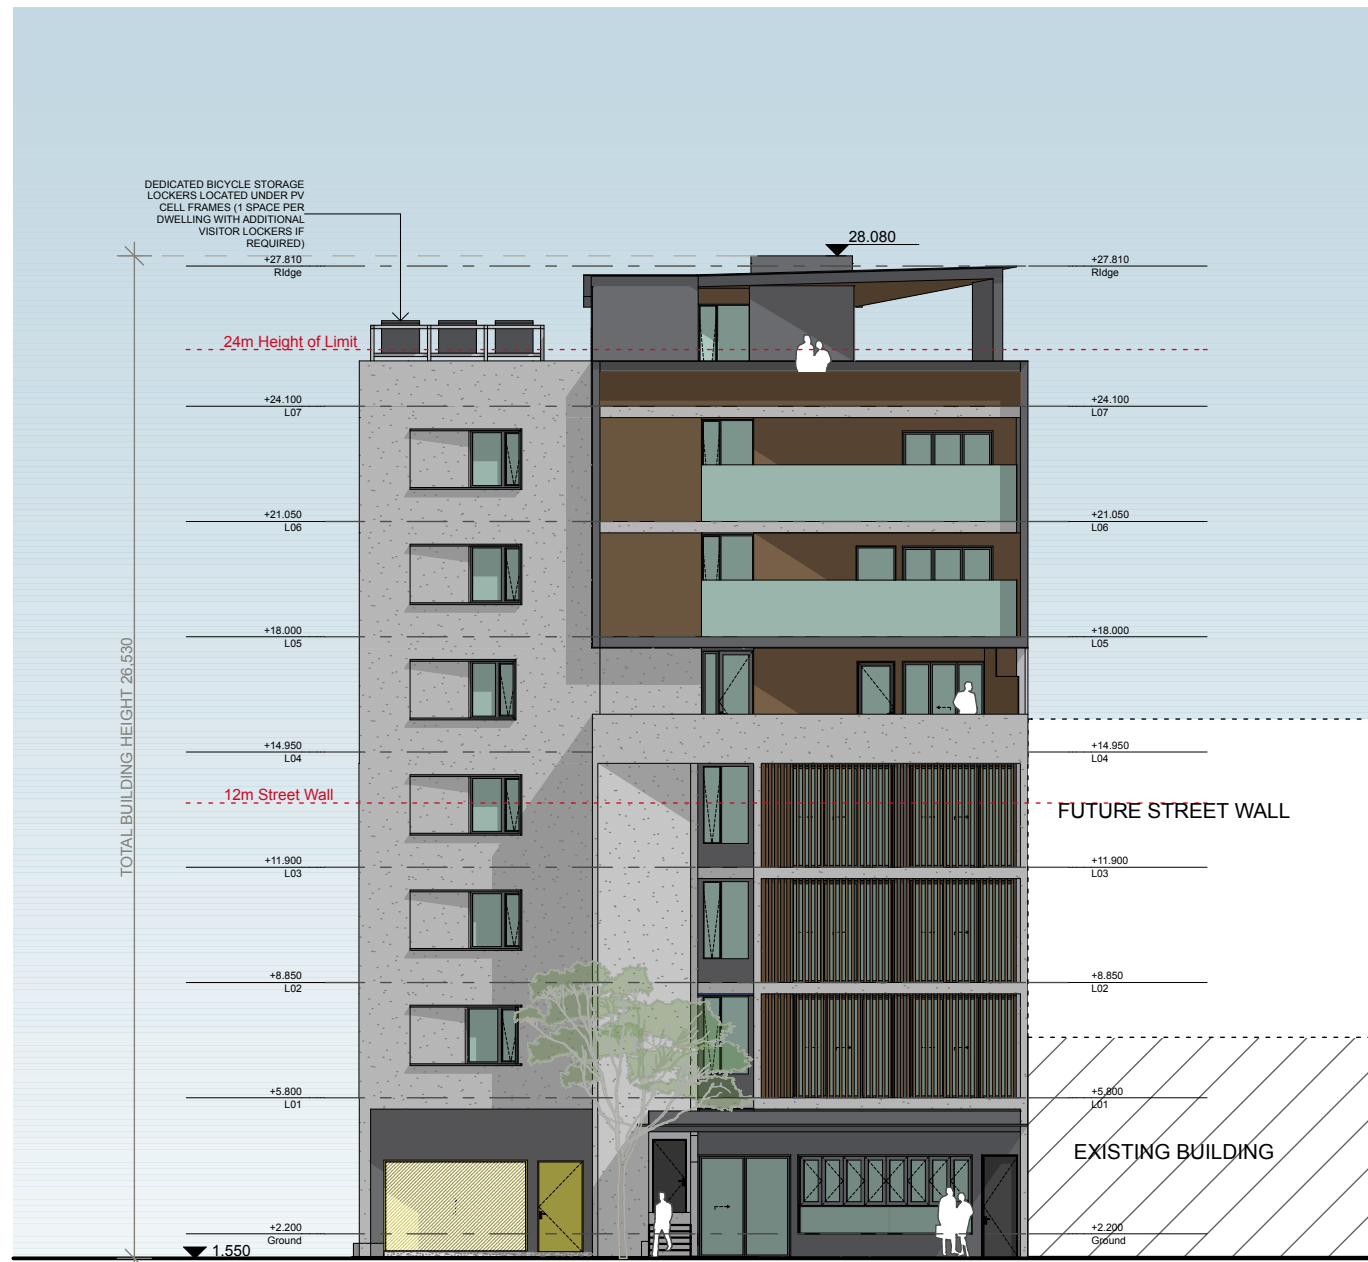 DEDICATED BICYCLE STORAGE
LOCKERS LOCATED UNDER PV
CELL FRAMES (1 SPACE PER
DWELLING WITH ADDITIONAL
VISITOR LOCKERS IF
REQUIRED)
28.080
+27.810
RIdge
+27.810
RIdge
24m Height of Limit
+24.100
L07
+24.100
L07
+21.050
L06
+21.050
L06
+18.000
L05
+18.000
L05
TOTAL BUILDING HEIGHT 26,530
+14.950
L04
+14.950
L04
12m Street Wall
FUTURE STREET WALL
+11.900
L03
+11.900
L03
+8.850
L02
+8.850
L02
+5.800
L01
+5.800
L01
EXISTING BUILDING
+2.200
Ground
+2.200
Ground
1.550